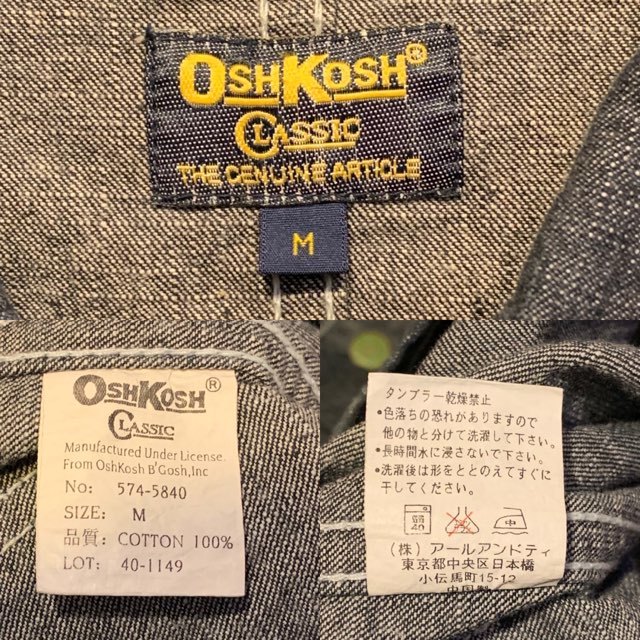 OSHKOSH®
CLASSIC
THE GENUINE ARTICLE
M
OSHKOSH®
CLASSIC
Manufactured Under License.
From OshKosh B'Gosh,Inc
No: 574-5840
SIZE: M
品質: COTTON 100%
LOT: 40-1149
タンブラー乾燥禁止
•色落ちの恐れがありますので
他の物と分けて洗濯して下さい。
•長時間水に浸さないで下さい。
•洗濯後は形をととのえてすぐに
干してください。
弱
40
中
(株) アールアンドティ
東京都中央区日本橋
小伝馬町15-12
中国製